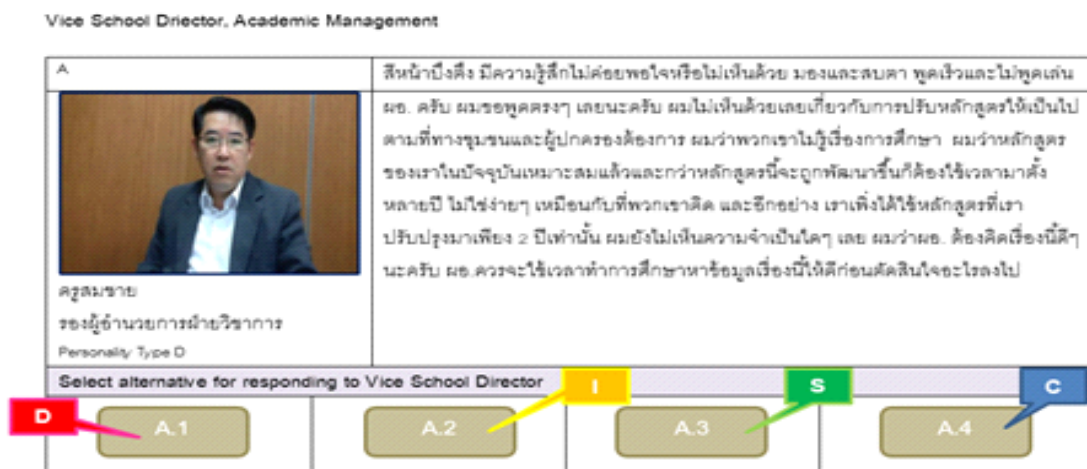 Vice School Driector, Academic Management
A
สีหน้าบึ้งตึง มีความรู้สึกไม่ค่อยพอใจหรือไม่เห็นด้วย มองและสบตา พูดเร็วและไม่พูดเล่น
ผอ. ครับ ผมขอพูดตรงๆ เลยนะครับ ผมไม่เห็นด้วยเลยเกี่ยวกับการปรับหลักสูตรให้เป็นไป
ตามที่ทางชุมชนและผู้ปกครองต้องการ ผมว่าพวกเขาไม่รู้เรื่องการศึกษา ผมว่าหลักสูตร
ของเราในปัจจุบันเหมาะสมแล้วและกว่าหลักสูตรนี้จะถูกพัฒนาขึ้นก็ต้องใช้เวลามาตั้ง
หลายปี ไม่ใช่ง่ายๆ เหมือนกับที่พวกเขาคิด และอีกอย่าง เราเพิ่งได้ใช้หลักสูตรที่เรา
ปรับปรุงมาเพียง 2 ปีเท่านั้น ผมยังไม่เห็นความจำเป็นใดๆ เลย ผมว่าผอ. ต้องคิดเรื่องนี้ดีๆ
นะครับ ผอ.ควรจะใช้เวลาทำการศึกษาหาข้อมูลเรื่องนี้ให้ดีก่อนตัดสินใจอะไรลงไป
ครูสมชาย
รองผู้อำนวยการฝ่ายวิชาการ
Personality Type D
Select alternative for responding to Vice School Director
I
S
C
D
A.1
A.2
A.3
A.4